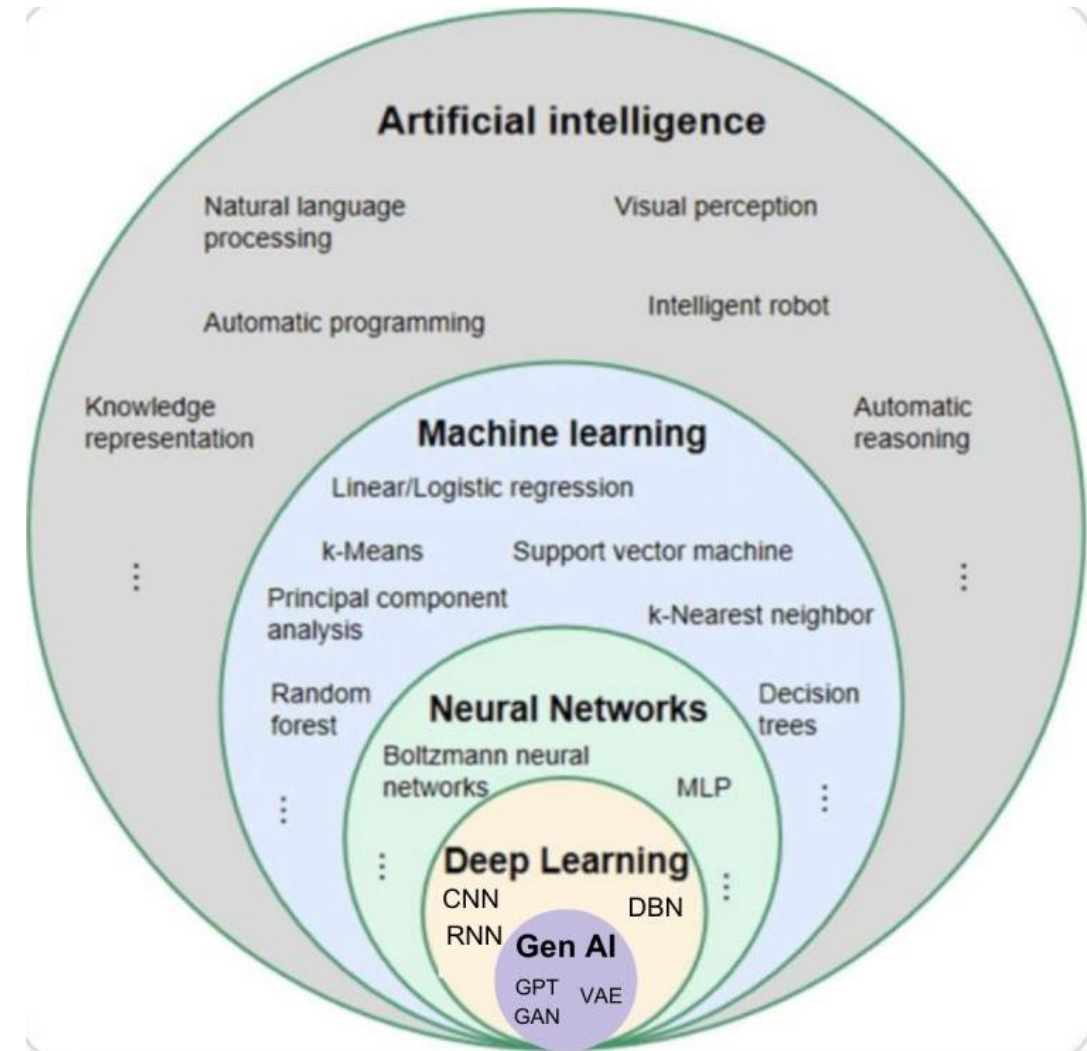 Artificial intelligence
Natural language
processing
Visual perception
Automatic programming
Intelligent robot
Knowledge
representation
Automatic
reasoning
⋮
⋮
Machine learning
Linear/Logistic regression
k-Means
Support vector machine
Principal component
analysis
k-Nearest neighbor
Random
forest
Decision
trees
⋮
⋮
Neural Networks
Boltzmann neural
networks
MLP
⋮
⋮
Deep Learning
CNN
DBN
RNN
Gen AI
GPT
VAE
GAN